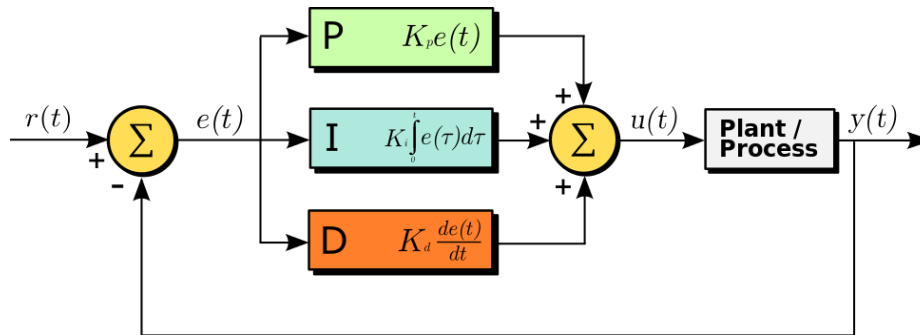 P K_p e(t)
r(t)
+
-
Σ
e(t)
I K_i ∫_0^t e(τ)dτ
D K_d de(t)/dt
+
+
+
Σ
u(t)
Plant /
Process
y(t)